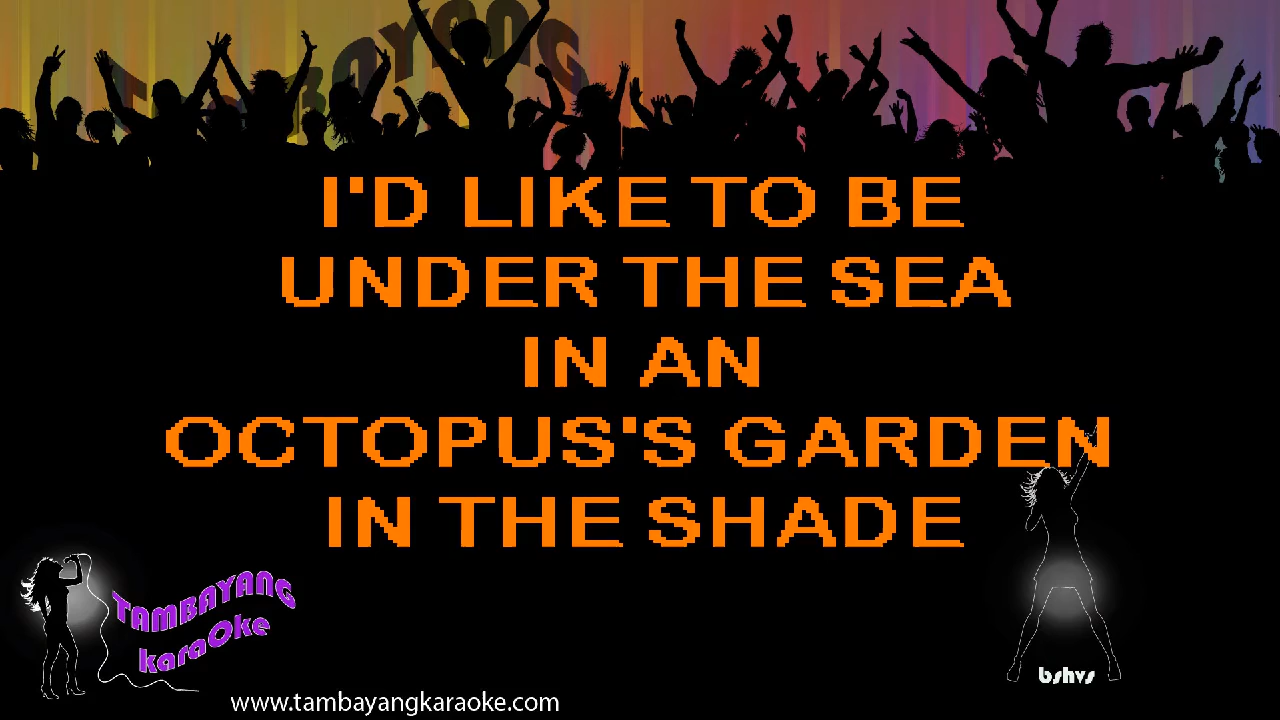 TAMBAYANG
I'D LIKE TO BE
UNDER THE SEA
IN AN
OCTOPUS'S GARDEN
IN THE SHADE
TAMBAYANG
karaOke
bshvs
www.tambayangkaraoke.com